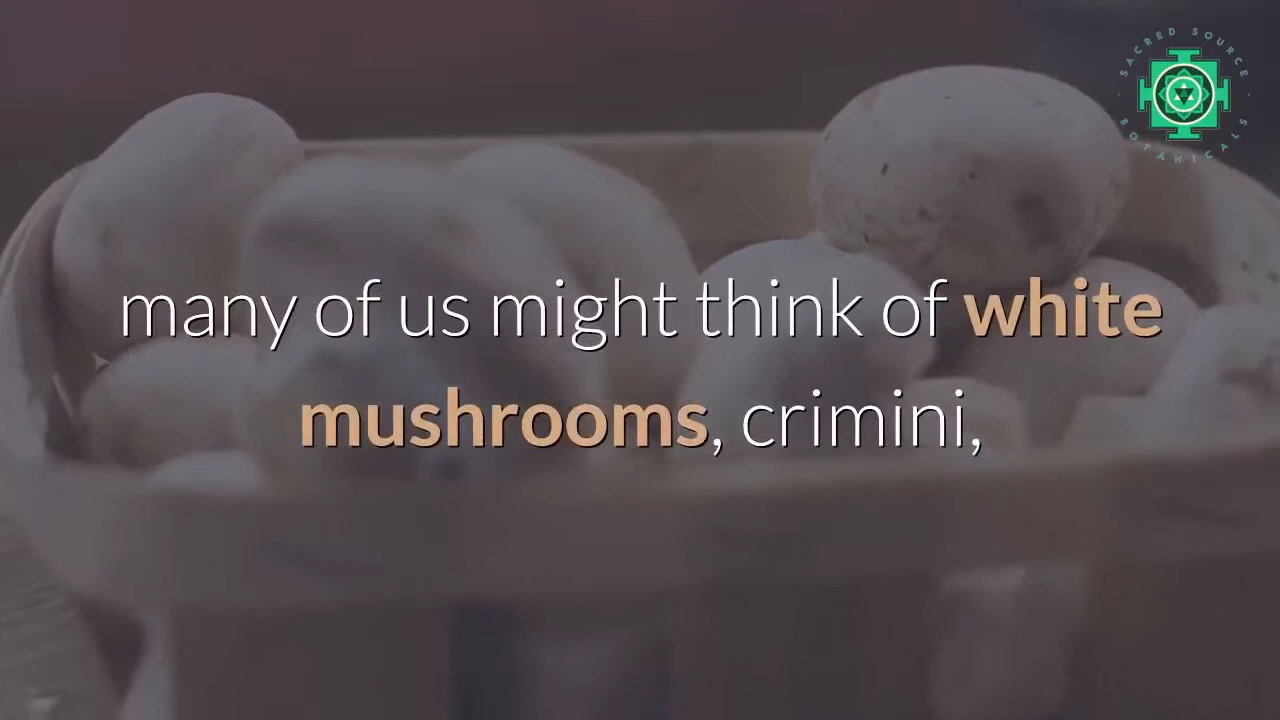 SACRED SOURCE
BOTANICALS
many of us might think of white
mushrooms, crimini,